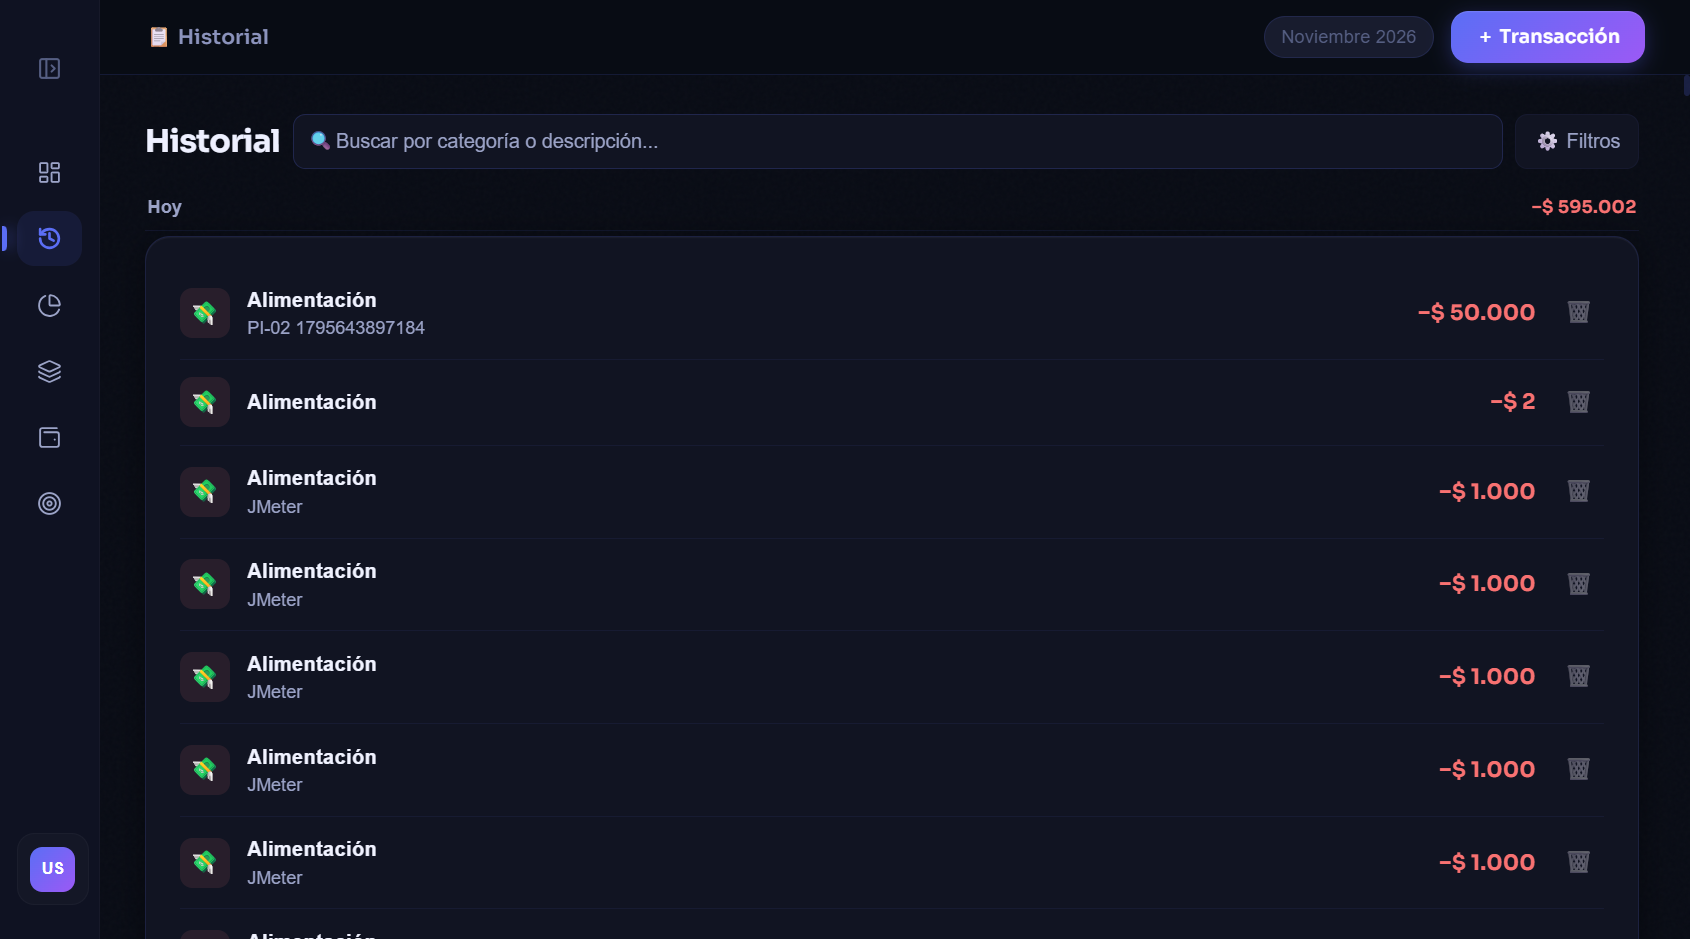 Historial
Noviembre 2026
+ Transacción
Historial
Buscar por categoría o descripción...
Filtros
Hoy
−$ 595.002
Alimentación
PI-02 1795643897184
−$ 50.000
Alimentación
−$ 2
Alimentación
JMeter
−$ 1.000
Alimentación
JMeter
−$ 1.000
Alimentación
JMeter
−$ 1.000
Alimentación
JMeter
−$ 1.000
Alimentación
JMeter
−$ 1.000
Alimentación
US